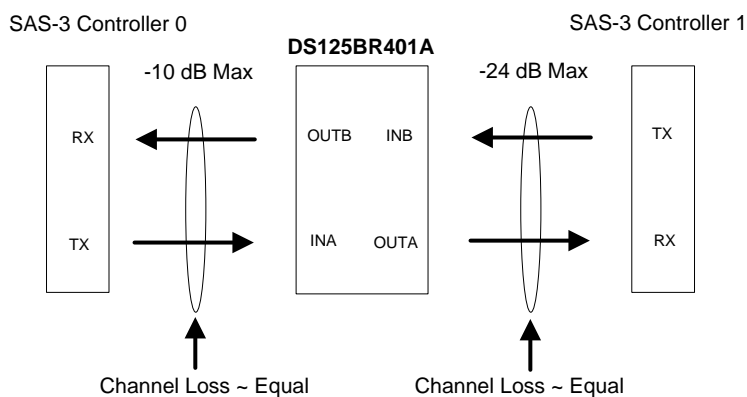 SAS-3 Controller 0
SAS-3 Controller 1
DS125BR401A
-10 dB Max
-24 dB Max
RX
OUTB
INB
TX
TX
INA
OUTA
RX
Channel Loss ~ Equal
Channel Loss ~ Equal